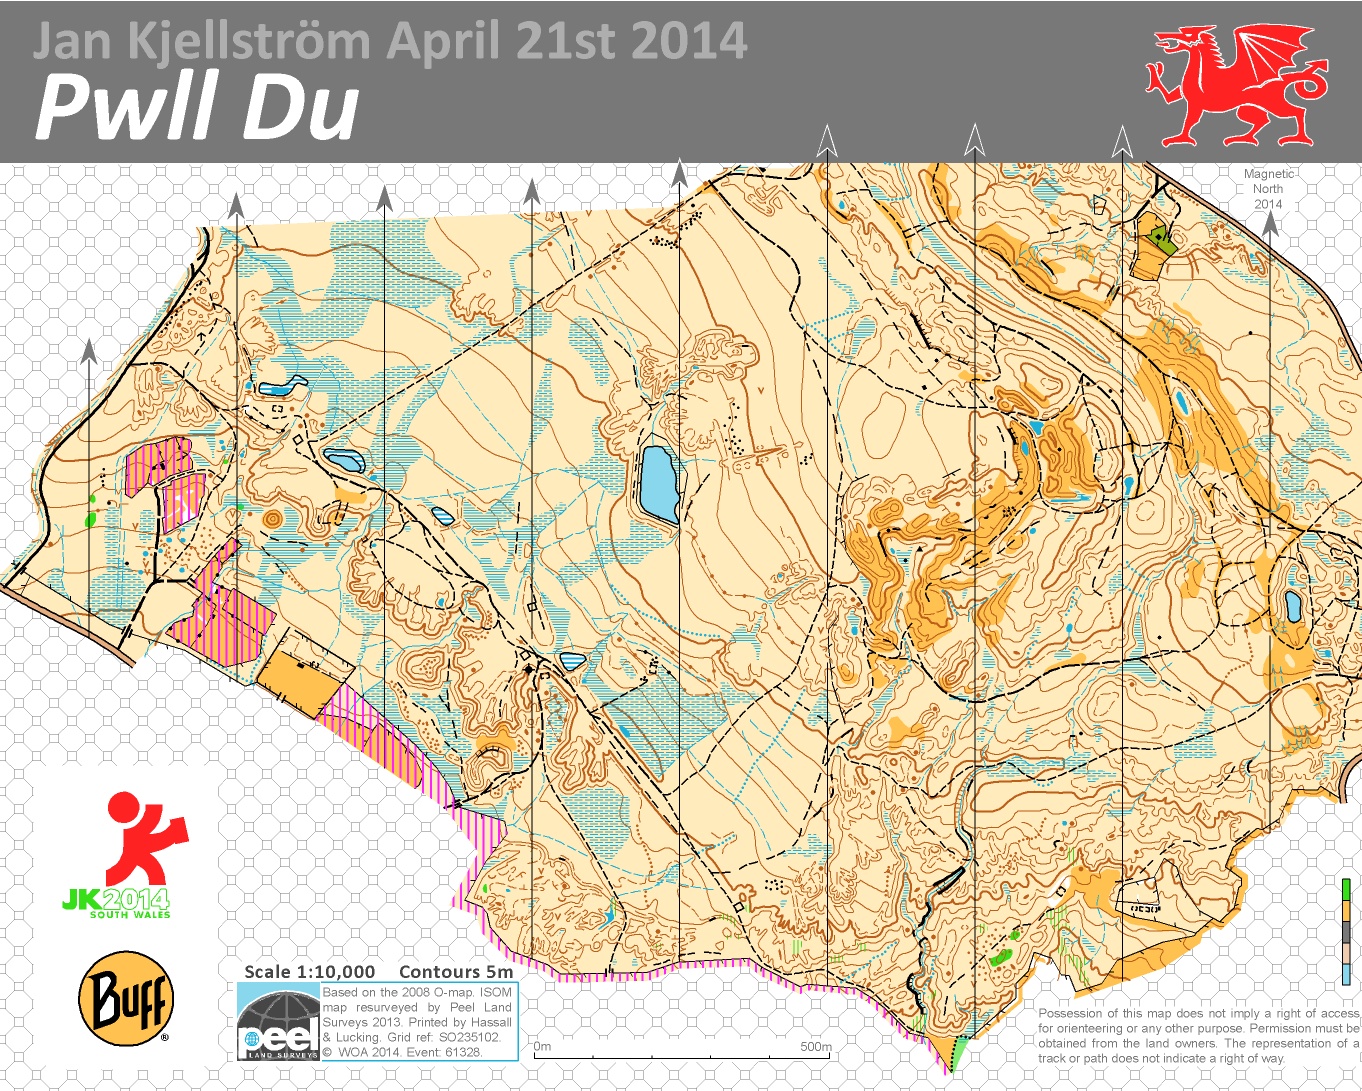 Jan Kjellström April 21st 2014
Pwll Du
Magnetic
North
2014
JK2014
SOUTH WALES
BUFF®
Scale 1:10,000 Contours 5m
peel
LAND SURVEYS
Based on the 2008 O-map. ISOM
map resurveyed by Peel Land
Surveys 2013. Printed by Hassall
& Lucking. Grid ref: SO235102.
© WOA 2014. Event: 61328.
0m 500m
Possession of this map does not imply a right of access
for orienteering or any other purpose. Permission must be
obtained from the land owners. The representation of a
track or path does not indicate a right of way.